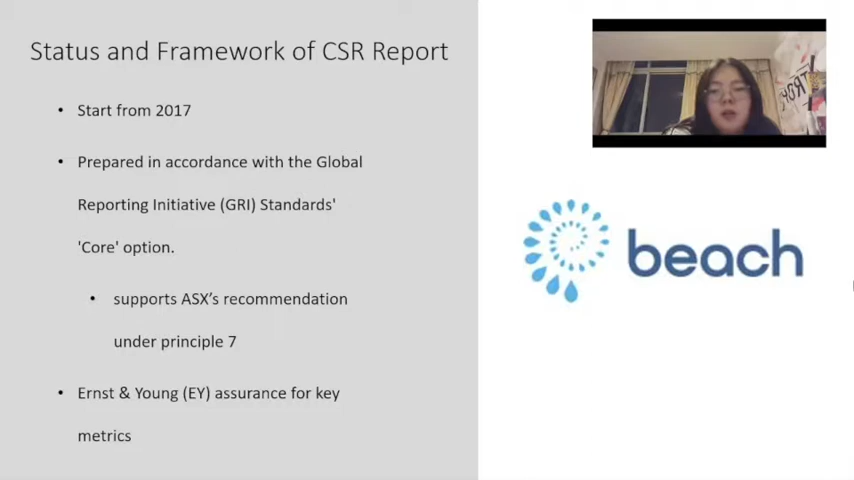 Status and Framework of CSR Report
• Start from 2017
• Prepared in accordance with the Global
Reporting Initiative (GRI) Standards'
'Core' option.
• supports ASX's recommendation
under principle 7
• Ernst & Young (EY) assurance for key
metrics
beach